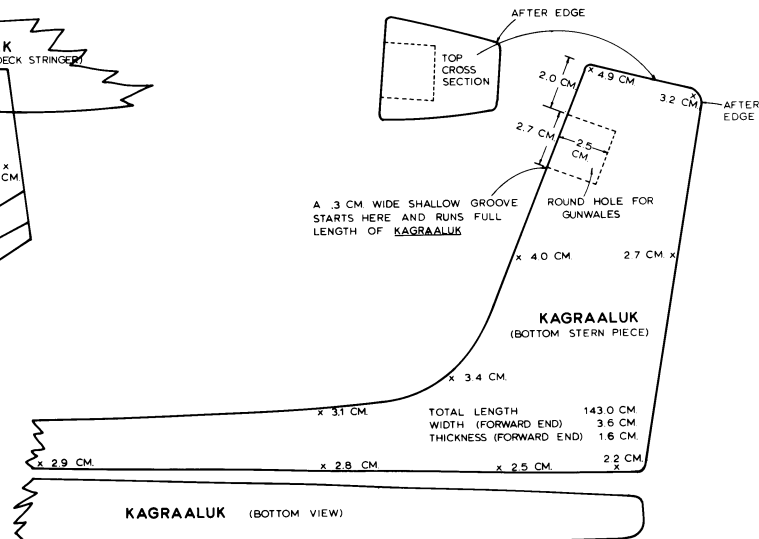 K
DECK STRINGER)
×
CM.
AFTER EDGE
TOP
CROSS
SECTION
2.0 CM.
× 4.9 CM
3.2 CM. ×
AFTER
EDGE
2.7 CM.
2.5
CM.
A .3 CM WIDE SHALLOW GROOVE
STARTS HERE AND RUNS FULL
LENGTH OF KAGRAALUK
ROUND HOLE FOR
GUNWALES
× 4.0 CM.
2.7 CM. ×
KAGRAALUK
(BOTTOM STERN PIECE)
× 3.4 CM.
× 3.1 CM.
TOTAL LENGTH 143.0 CM.
WIDTH (FORWARD END) 3.6 CM.
THICKNESS (FORWARD END) 1.6 CM.
× 2.9 CM.
× 2.8 CM.
× 2.5 CM.
2.2 CM.
×
KAGRAALUK (BOTTOM VIEW)